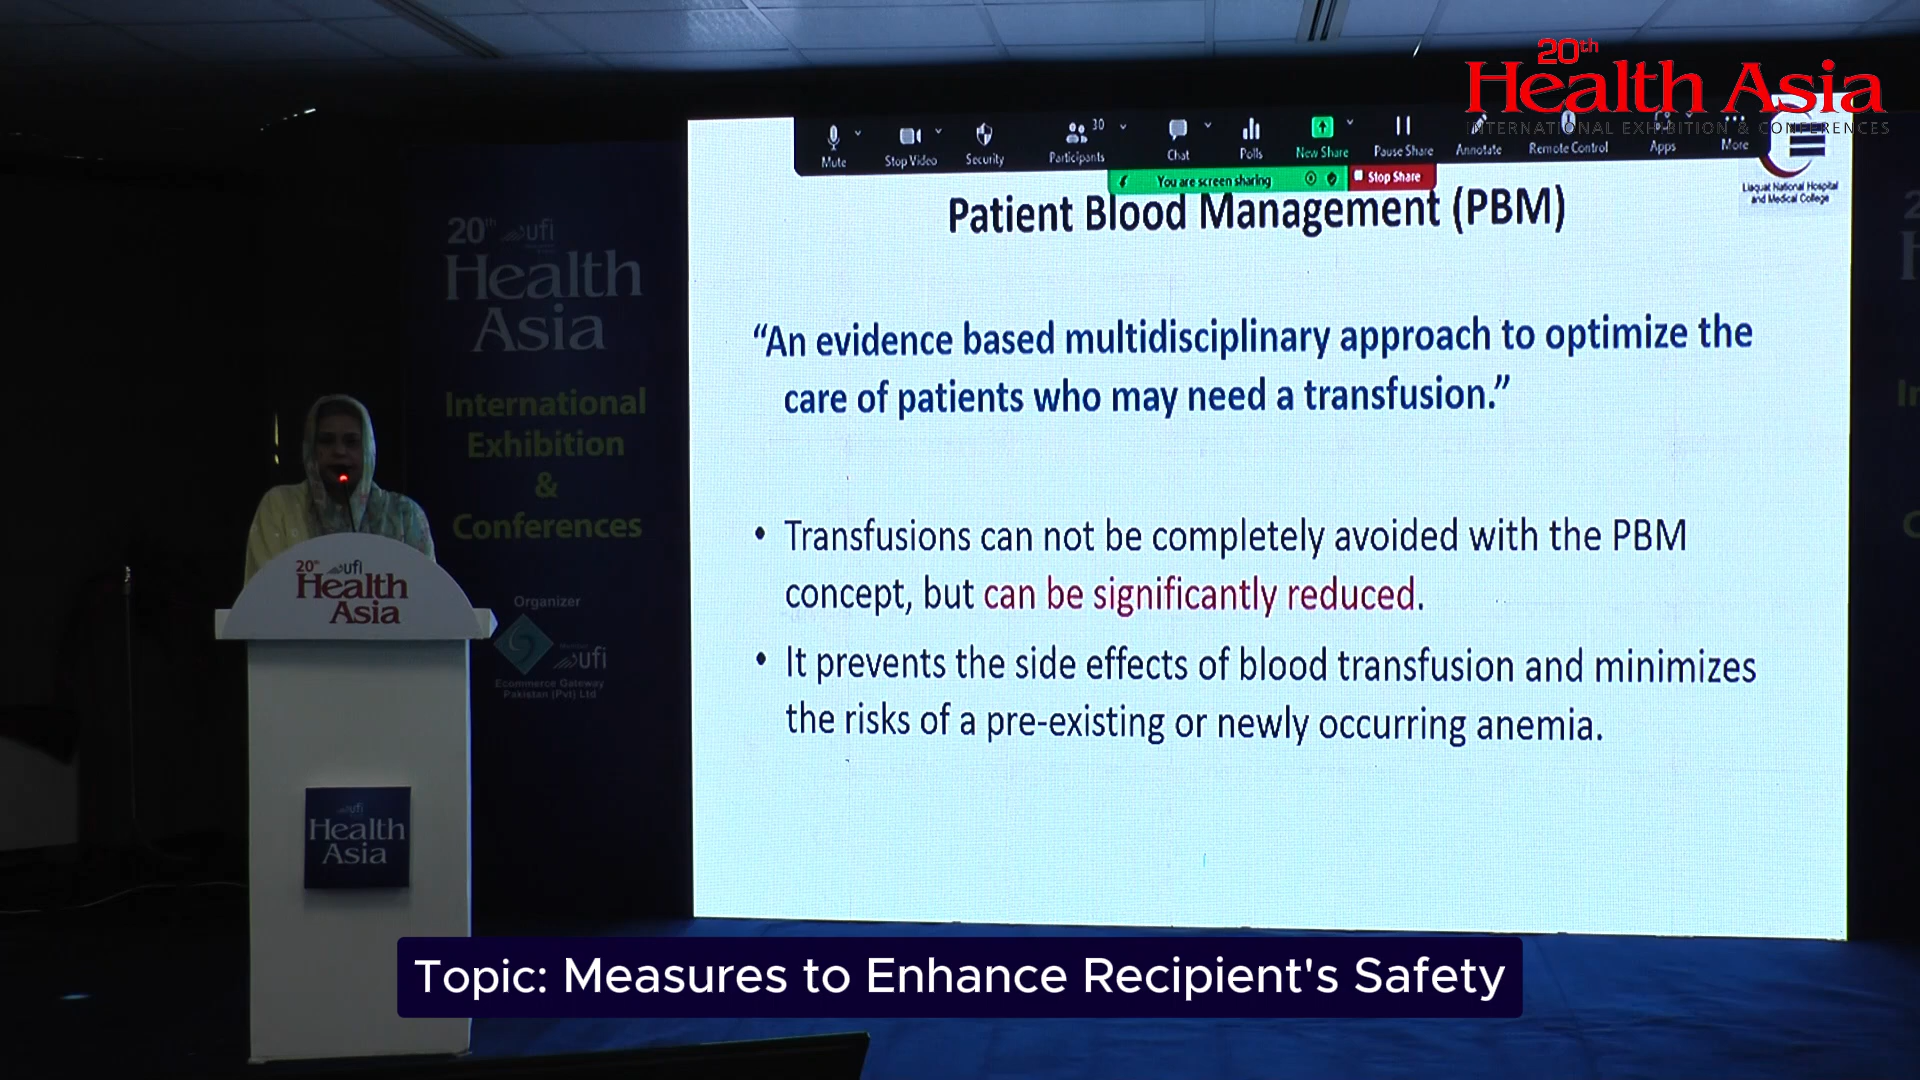 20th
Health Asia
INTERNATIONAL EXHIBITION & CONFERENCES
Mute
Stop Video
Security
30
Participants
Chat
Polls
New Share
Pause Share
Annotate
Remote Control
Apps
More
You are screen sharing
Stop Share
Liaquat National Hospital
and Medical College
Patient Blood Management (PBM)
“An evidence based multidisciplinary approach to optimize the
care of patients who may need a transfusion.”
• Transfusions can not be completely avoided with the PBM
concept, but can be significantly reduced.
• It prevents the side effects of blood transfusion and minimizes
the risks of a pre-existing or newly occurring anemia.
20th ufi
Health
Asia
International
Exhibition
&
Conferences
Organizer
ufi
Ecommerce Gateway
Pakistan (Pvt) Ltd
20th ufi
Health
Asia
ufi
Health
Asia
Topic: Measures to Enhance Recipient's Safety